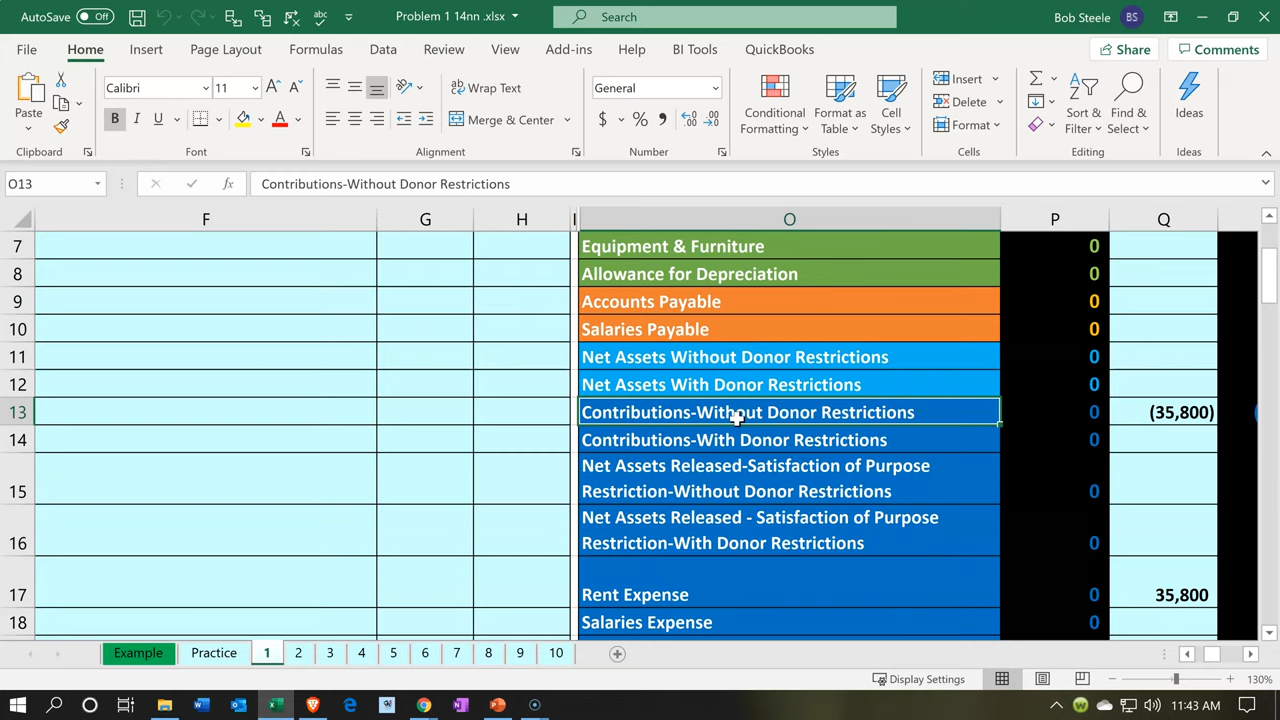 AutoSave Off abc Problem 1 14nn .xlsx Search Bob Steele BS
File Home Insert Page Layout Formulas Data Review View Add-ins Help BI Tools QuickBooks Share Comments
Calibri 11 A A Wrap Text General Insert
Paste B I U A Merge & Center $ % Conditional Formatting Format as Table Cell Styles Delete Format Sort & Filter Find & Select Ideas
Clipboard Font Alignment Number Styles Cells Editing Ideas
O13 fx Contributions-Without Donor Restrictions
F G H I O P Q
7 Equipment & Furniture 0
8 Allowance for Depreciation 0
9 Accounts Payable 0
10 Salaries Payable 0
11 Net Assets Without Donor Restrictions 0
12 Net Assets With Donor Restrictions 0
13 Contributions-Without Donor Restrictions 0 (35,800) (
14 Contributions-With Donor Restrictions 0
Net Assets Released-Satisfaction of Purpose
15 Restriction-Without Donor Restrictions 0
Net Assets Released - Satisfaction of Purpose
16 Restriction-With Donor Restrictions 0
17 Rent Expense 0 35,800
18 Salaries Expense 0
Example Practice 1 2 3 4 5 6 7 8 9 10
Display Settings 130%
11:43 AM